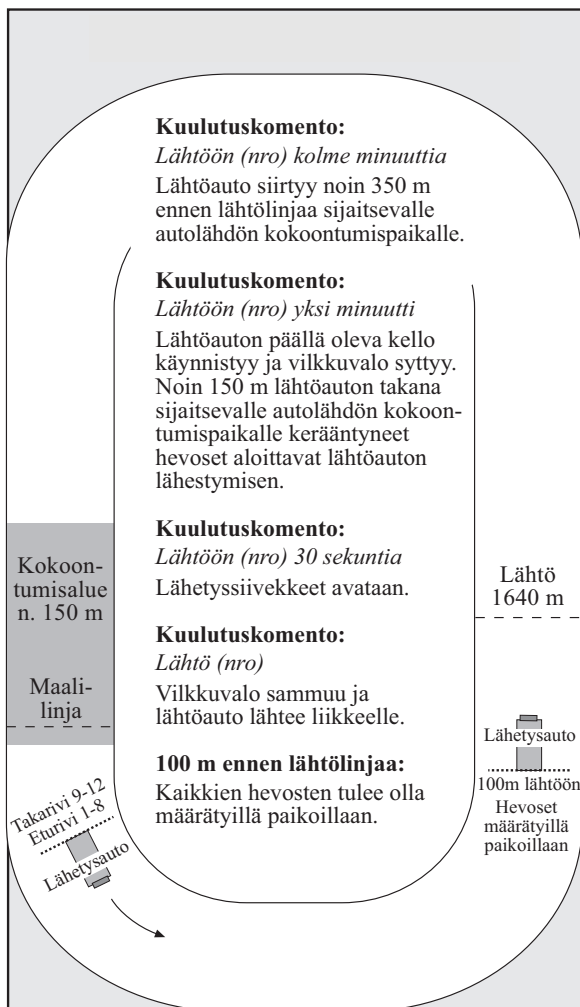 Kuulutuskomento:
Lähtöön (nro) kolme minuuttia
Lähtöauto siirtyy noin 350 m
ennen lähtölinjaa sijaitsevalle
autolähdön kokoontumispaikalle.
Kuulutuskomento:
Lähtöön (nro) yksi minuutti
Lähtöauton päällä oleva kello
käynnistyy ja vilkkuvalo syttyy.
Noin 150 m lähtöauton takana
sijaitsevalle autolähdön kokoon-
tumispaikalle kerääntyneet
hevoset aloittavat lähtöauton
lähestymisen.
Kuulutuskomento:
Lähtöön (nro) 30 sekuntia
Lähetyssiivekkeet avataan.
Kuulutuskomento:
Lähtö (nro)
Vilkkuvalo sammuu ja
lähtöauto lähtee liikkeelle.
100 m ennen lähtölinjaa:
Kaikkien hevosten tulee olla
määrätyillä paikoillaan.
Kokoon-
tumisalue
n. 150 m
Maali-
linja
Takarivi 9-12
Eturivi 1-8
Lähetysauto
Lähtö
1640 m
Lähetysauto
100m lähtöön
Hevoset
määrätyillä
paikoillaan